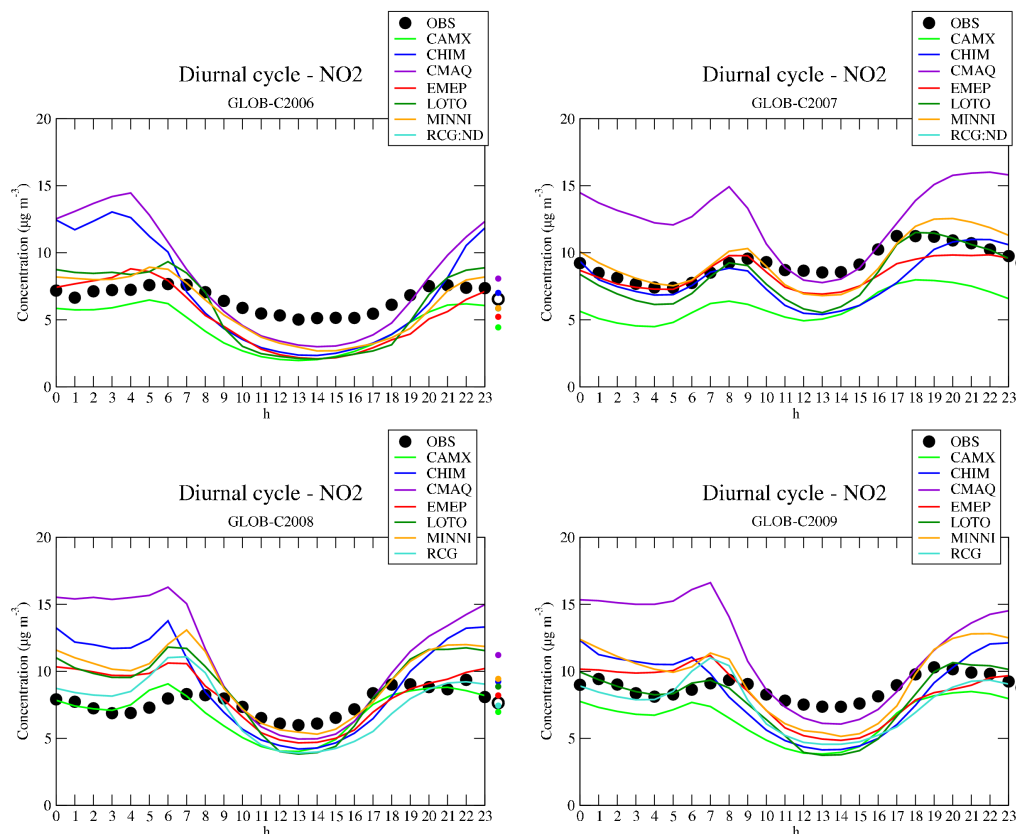 OBS
CAMX
CHIM
CMAQ
EMEP
LOTO
MINNI
RCG:ND
Diurnal cycle - NO2
GLOB-C2006
20
15
10
5
0
Concentration (µg m-3)
0 1 2 3 4 5 6 7 8 9 10 11 12 13 14 15 16 17 18 19 20 21 22 23
h
OBS
CAMX
CHIM
CMAQ
EMEP
LOTO
MINNI
RCG:ND
Diurnal cycle - NO2
GLOB-C2007
20
15
10
5
0
Concentration (µg m-3)
0 1 2 3 4 5 6 7 8 9 10 11 12 13 14 15 16 17 18 19 20 21 22 23
h
OBS
CAMX
CHIM
CMAQ
EMEP
LOTO
MINNI
RCG
Diurnal cycle - NO2
GLOB-C2008
20
15
10
5
0
Concentration (µg m-3)
0 1 2 3 4 5 6 7 8 9 10 11 12 13 14 15 16 17 18 19 20 21 22 23
h
OBS
CAMX
CHIM
CMAQ
EMEP
LOTO
MINNI
RCG
Diurnal cycle - NO2
GLOB-C2009
20
15
10
5
0
Concentration (µg m-3)
0 1 2 3 4 5 6 7 8 9 10 11 12 13 14 15 16 17 18 19 20 21 22 23
h